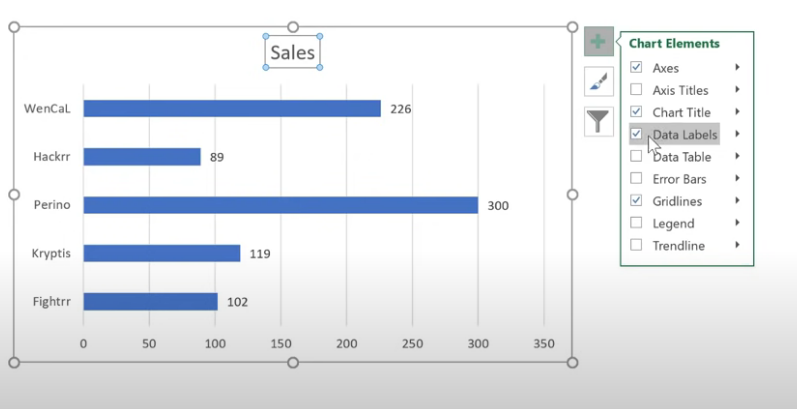 Sales
WenCaL
226
Hackrr
89
Perino
300
Kryptis
119
Fightrr
102
0 50 100 150 200 250 300 350
Chart Elements
Axes
Axis Titles
Chart Title
Data Labels
Data Table
Error Bars
Gridlines
Legend
Trendline